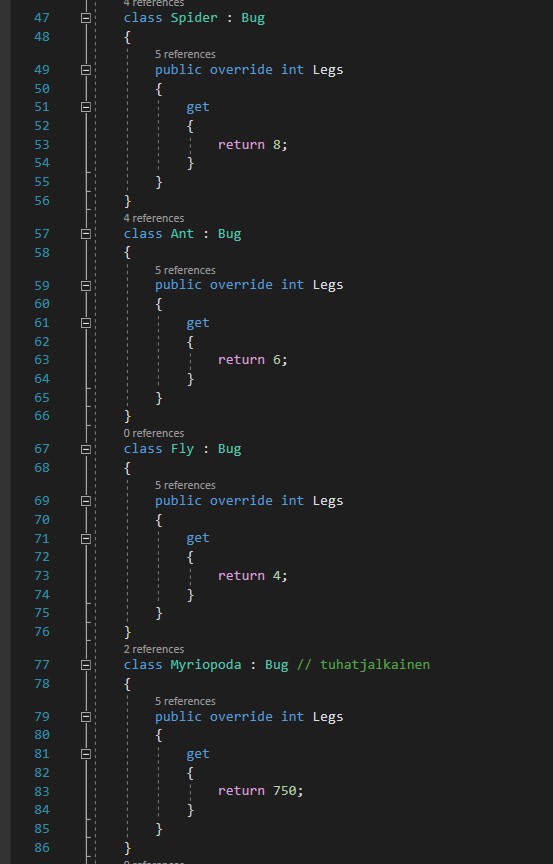 4 references
47 class Spider : Bug
48 {
5 references
49 public override int Legs
50 {
51 get
52 {
53 return 8;
54 }
55 }
56 }
4 references
57 class Ant : Bug
58 {
5 references
59 public override int Legs
60 {
61 get
62 {
63 return 6;
64 }
65 }
66 }
0 references
67 class Fly : Bug
68 {
5 references
69 public override int Legs
70 {
71 get
72 {
73 return 4;
74 }
75 }
76 }
2 references
77 class Myriopoda : Bug // tuhatjalkainen
78 {
5 references
79 public override int Legs
80 {
81 get
82 {
83 return 750;
84 }
85 }
86 }